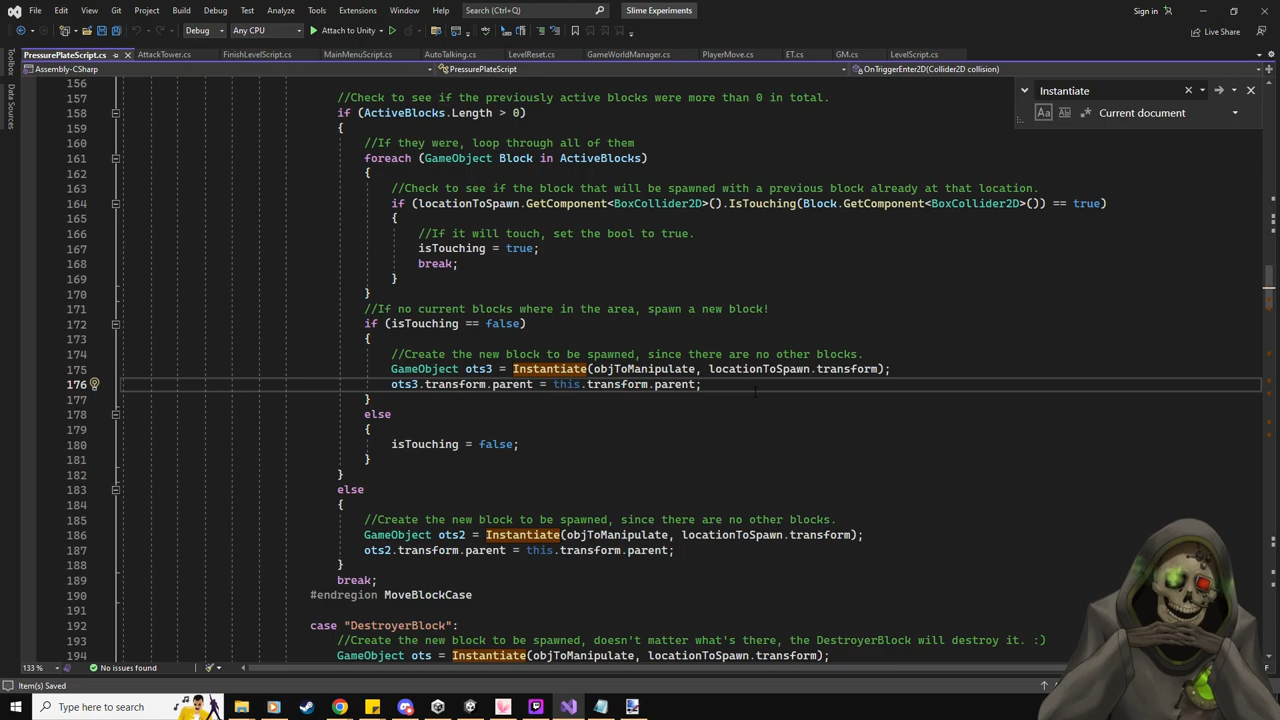 File Edit View Git Project Build Debug Test Analyze Tools Extensions Window Help Search (Ctrl+Q) Slime Experiments Sign in
Debug Any CPU Attach to Unity Live Share
PressurePlateScript.cs AttackTower.cs FinishLevelScript.cs MainMenuScript.cs AutoTalking.cs LevelReset.cs GameWorldManager.cs PlayerMove.cs ET.cs GM.cs LevelScript.cs
Assembly-CSharp PressurePlateScript OnTriggerEnter2D(Collider2D collision)
Toolbox
Data Sources
Instantiate
Aa Current document
156
157 //Check to see if the previously active blocks were more than 0 in total.
158 if (ActiveBlocks.Length > 0)
159 {
160 //If they were, loop through all of them
161 foreach (GameObject Block in ActiveBlocks)
162 {
163 //Check to see if the block that will be spawned with a previous block already at that location.
164 if (locationToSpawn.GetComponent<BoxCollider2D>().IsTouching(Block.GetComponent<BoxCollider2D>()) == true)
165 {
166 //If it will touch, set the bool to true.
167 isTouching = true;
168 break;
169 }
170 }
171 //If no current blocks where in the area, spawn a new block!
172 if (isTouching == false)
173 {
174 //Create the new block to be spawned, since there are no other blocks.
175 GameObject ots3 = Instantiate(objToManipulate, locationToSpawn.transform);
176 ots3.transform.parent = this.transform.parent;
177 }
178 else
179 {
180 isTouching = false;
181 }
182 }
183 else
184 {
185 //Create the new block to be spawned, since there are no other blocks.
186 GameObject ots2 = Instantiate(objToManipulate, locationToSpawn.transform);
187 ots2.transform.parent = this.transform.parent;
188 }
189 break;
190 #endregion MoveBlockCase
191
192 case "DestroyerBlock":
193 //Create the new block to be spawned, doesn't matter what's there, the DestroyerBlock will destroy it. :)
194 GameObject ots = Instantiate(objToManipulate, locationToSpawn.transform);
133 % No issues found
Item(s) Saved
Type here to search